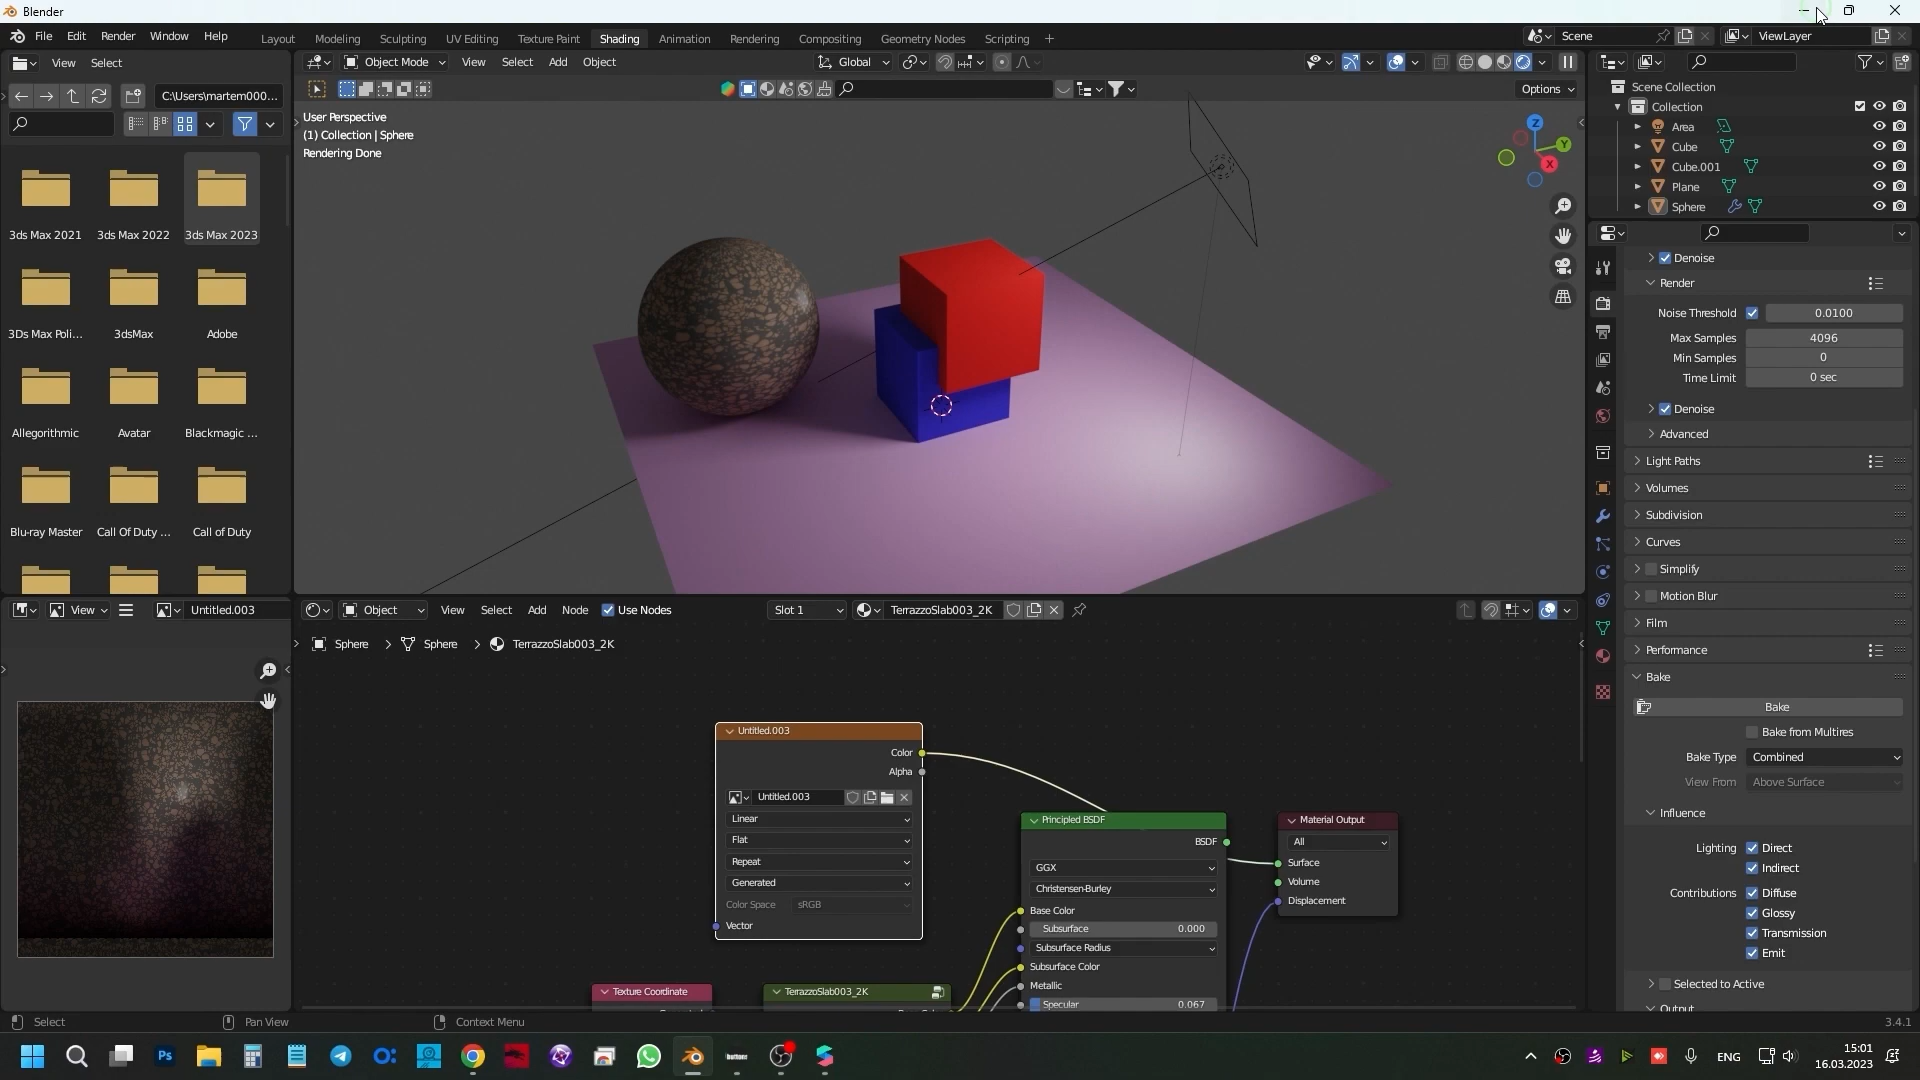 Blender
File Edit Render Window Help
Layout Modeling Sculpting UV Editing Texture Paint Shading Animation Rendering Compositing Geometry Nodes Scripting
Scene ViewLayer
View Select
Object Mode View Select Add Object Global
C:\Users\martem000...
Options
3ds Max 2021 3ds Max 2022 3ds Max 2023
3Ds Max Poli... 3dsMax Adobe
Allegorithmic Avatar Blackmagic ...
Blu-ray Master Call Of Duty ... Call of Duty
User Perspective
(1) Collection | Sphere
Rendering Done
Z
Y
X
Scene Collection
Collection
Area
Cube
Cube.001
Plane
Sphere
Denoise
Render
Noise Threshold 0.0100
Max Samples 4096
Min Samples 0
Time Limit 0 sec
Denoise
Advanced
Light Paths
Volumes
Subdivision
Curves
Simplify
Motion Blur
Film
Performance
Bake
Bake
Bake from Multires
Bake Type Combined
View From Above Surface
Influence
Lighting Direct
Indirect
Contributions Diffuse
Glossy
Transmission
Emit
Selected to Active
Output
View Untitled.003
Object View Select Add Node Use Nodes Slot 1 TerrazzoSlab003_2K
Sphere Sphere TerrazzoSlab003_2K
Untitled.003
Color
Alpha
Untitled.003
Linear
Flat
Repeat
Generated
Color Space sRGB
Vector
Texture Coordinate
TerrazzoSlab003_2K
Principled BSDF
BSDF
GGX
Christensen-Burley
Base Color
Subsurface 0.000
Subsurface Radius
Subsurface Color
Metallic
Specular 0.067
Material Output
All
Surface
Volume
Displacement
Select Pan View Context Menu 3.4.1
Ps
ENG
15:01
16.03.2023